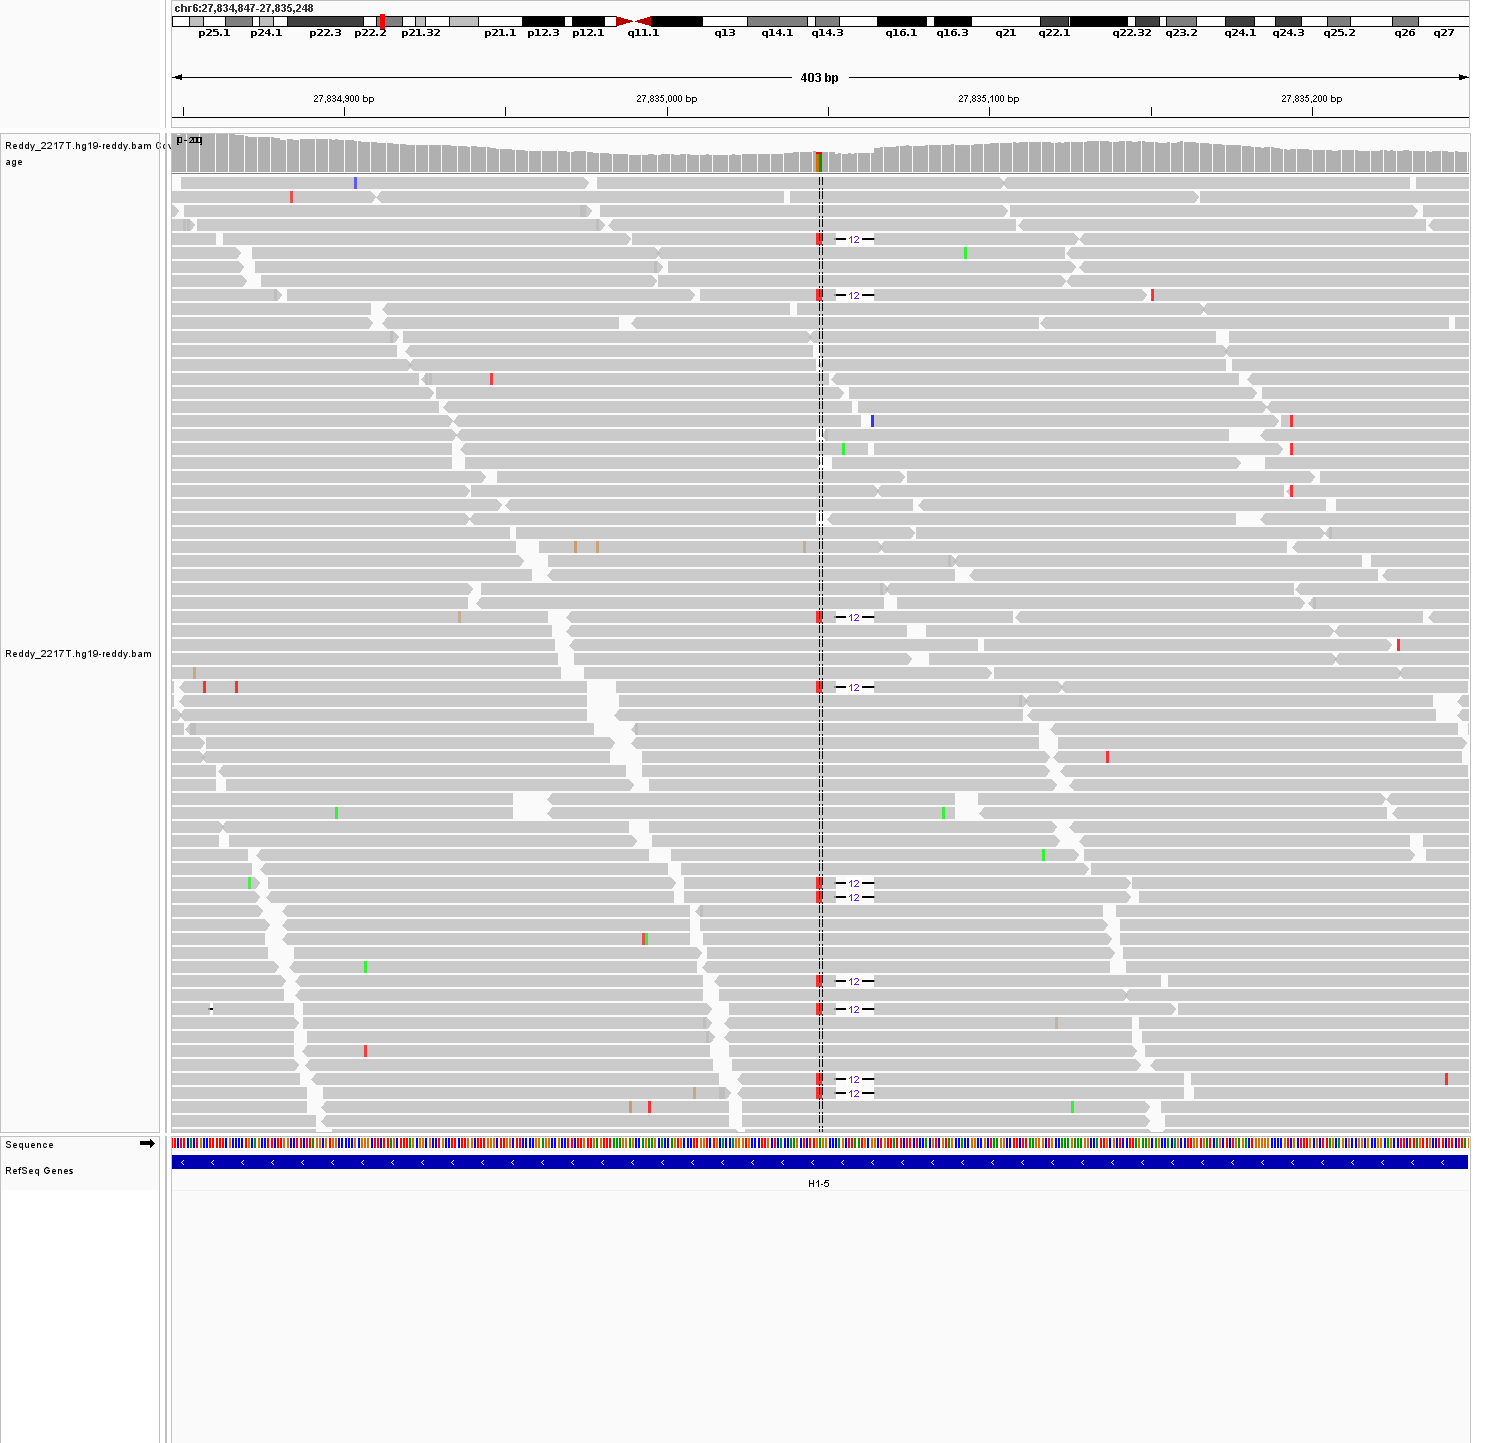 chr6:27,834,847-27,835,248
p25.1 p24.1 p22.3 p22.2 p21.32 p21.1 p12.3 p12.1 q11.1 q13 q14.1 q14.3 q16.1 q16.3 q21 q22.1 q22.32 q23.2 q24.1 q24.3 q25.2 q26 q27
403 bp
27,834,900 bp 27,835,000 bp 27,835,100 bp 27,835,200 bp
Reddy_2217T.hg19-reddy.bam Cov
age
12
12
12
Reddy_2217T.hg19-reddy.bam
12
12
12
12
12
12
12
Sequence
RefSeq Genes
H1-5